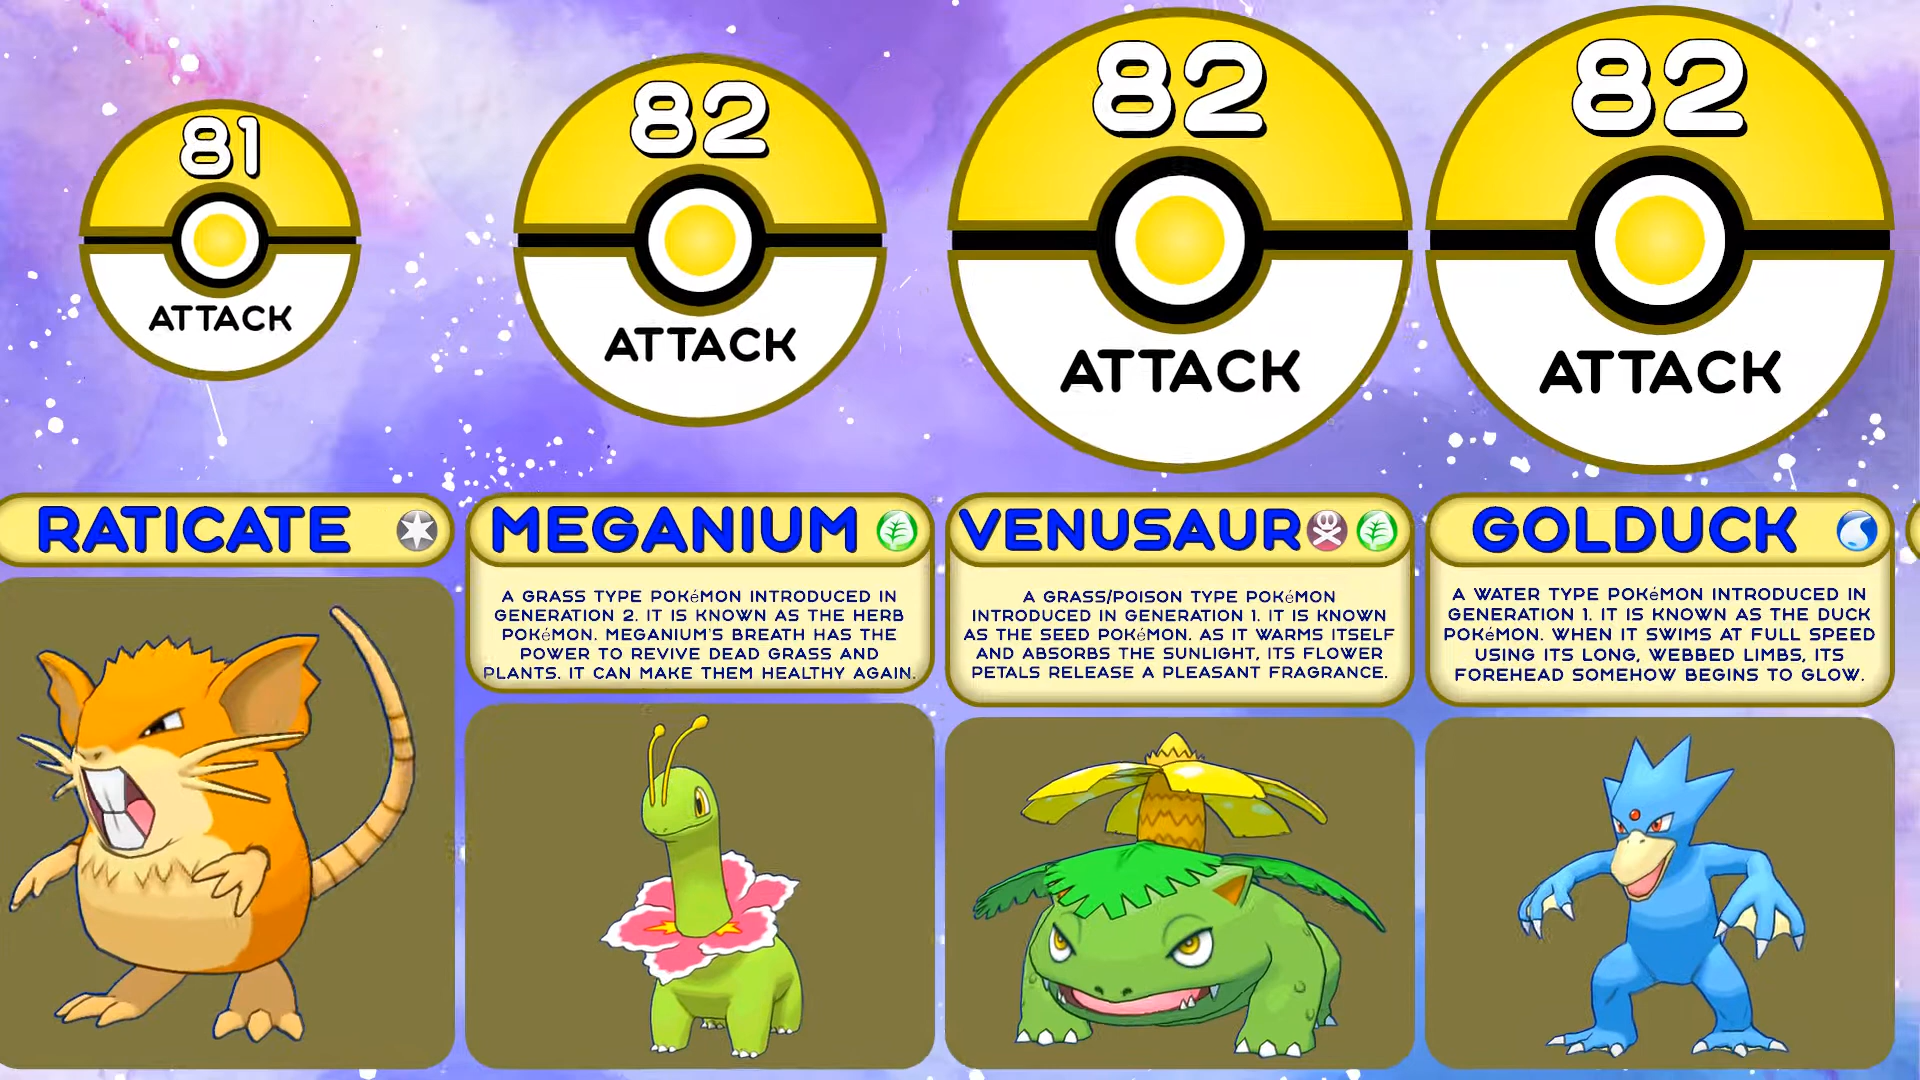 81
ATTACK
82
ATTACK
82
ATTACK
82
ATTACK
RATICATE
MEGANIUM
A GRASS TYPE POKéMON INTRODUCED IN
GENERATION 2. IT IS KNOWN AS THE HERB
POKéMON. MEGANIUM'S BREATH HAS THE
POWER TO REVIVE DEAD GRASS AND
PLANTS. IT CAN MAKE THEM HEALTHY AGAIN.
VENUSAUR
A GRASS/POISON TYPE POKéMON
INTRODUCED IN GENERATION 1. IT IS KNOWN
AS THE SEED POKéMON. AS IT WARMS ITSELF
AND ABSORBS THE SUNLIGHT, ITS FLOWER
PETALS RELEASE A PLEASANT FRAGRANCE.
GOLDUCK
A WATER TYPE POKéMON INTRODUCED IN
GENERATION 1. IT IS KNOWN AS THE DUCK
POKéMON. WHEN IT SWIMS AT FULL SPEED
USING ITS LONG, WEBBED LIMBS, ITS
FOREHEAD SOMEHOW BEGINS TO GLOW.